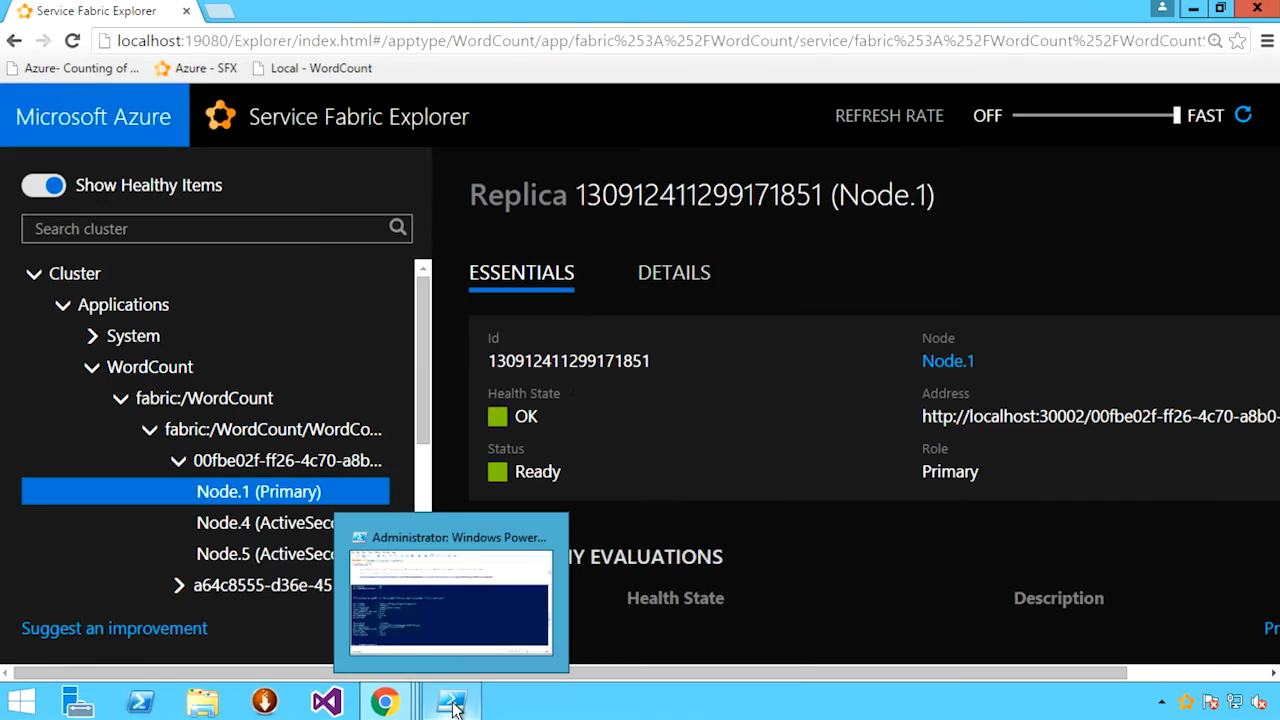 Service Fabric Explorer
localhost:19080/Explorer/index.html#/apptype/WordCount/app/fabric%253A%252FWordCount/service/fabric%253A%252FWordCount%252FWordCount
Azure- Counting of ...
Azure - SFX
Local - WordCount
Microsoft Azure
Service Fabric Explorer
REFRESH RATE
OFF
FAST
Show Healthy Items
Search cluster
Cluster
Applications
System
WordCount
fabric:/WordCount
fabric:/WordCount/WordCo...
00fbe02f-ff26-4c70-a8b...
Node.1 (Primary)
Node.4 (ActiveSec
Node.5 (ActiveSec
a64c8555-d36e-45
Suggest an improvement
Replica 130912411299171851 (Node.1)
ESSENTIALS
DETAILS
Id
130912411299171851
Node
Node.1
Health State
OK
Address
http://localhost:30002/00fbe02f-ff26-4c70-a8b0-
Status
Ready
Role
Primary
Y EVALUATIONS
Health State
Description
Pr
Administrator: Windows Power...